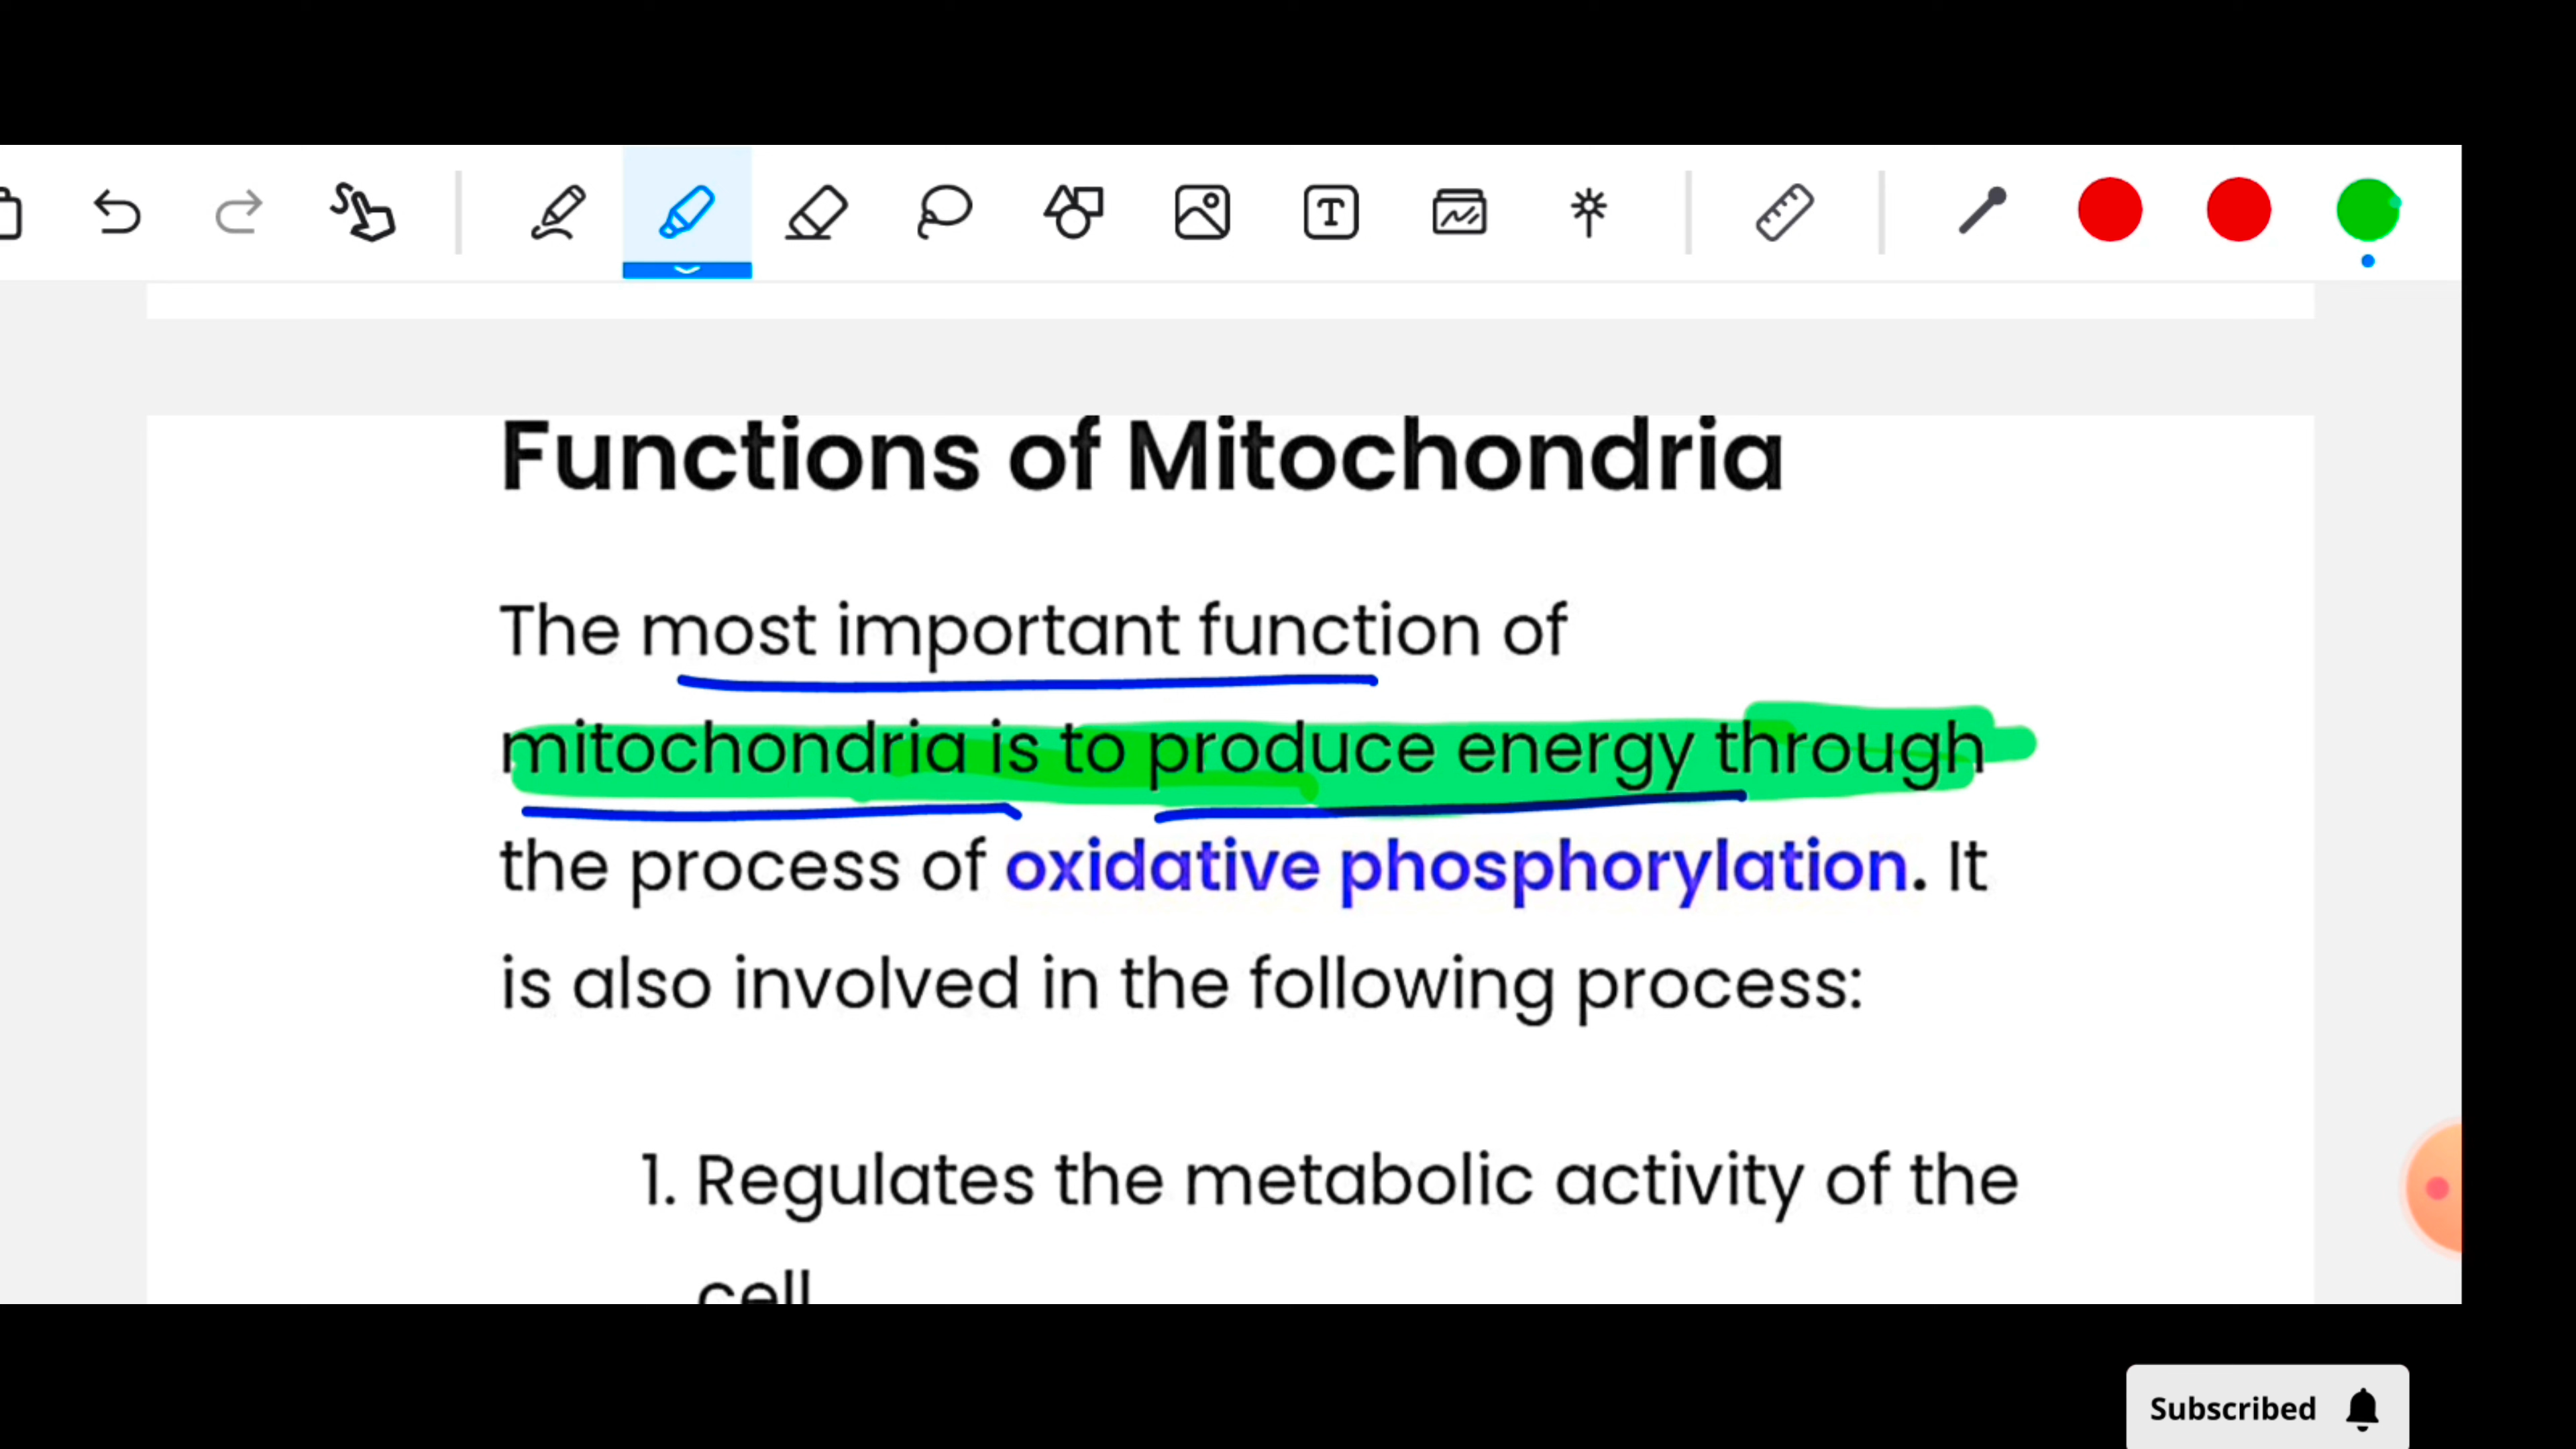 Functions of Mitochondria
The most important function of
mitochondria is to produce energy through
the process of oxidative phosphorylation. It
is also involved in the following process:
1. Regulates the metabolic activity of the
cell
Subscribed